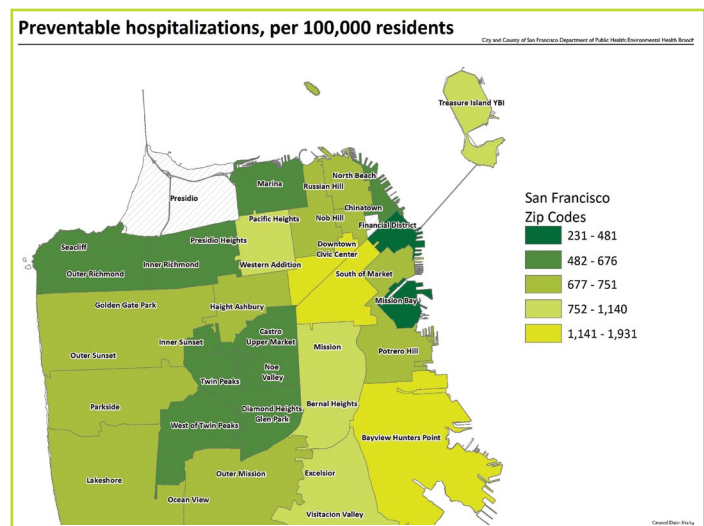 Preventable hospitalizations, per 100,000 residents
City and County of San Francisco Department of Public Health:Environmental Health Branch
Treasure Island YBI
North Beach
Marina
Russian Hill
Presidio
Chinatown
Pacific Heights
Nob Hill
Financial District
Presidio Heights
Downtown
Seacliff
Civic Center
Inner Richmond
Western Addition
Outer Richmond
South of Market
Golden Gate Park
Haight Ashbury
Mission Bay
Castro
Upper Market
Inner Sunset
Mission
Outer Sunset
Potrero Hill
Noe
Valley
Twin Peaks
Parkside
Diamond Heights
Glen Park
Bernal Heights
West of Twin Peaks
Bayview Hunters Point
Lakeshore
Outer Mission
Excelsior
Ocean View
Visitacion Valley
San Francisco
Zip Codes
231 - 481
482 - 676
677 - 751
752 - 1,140
1,141 - 1,931